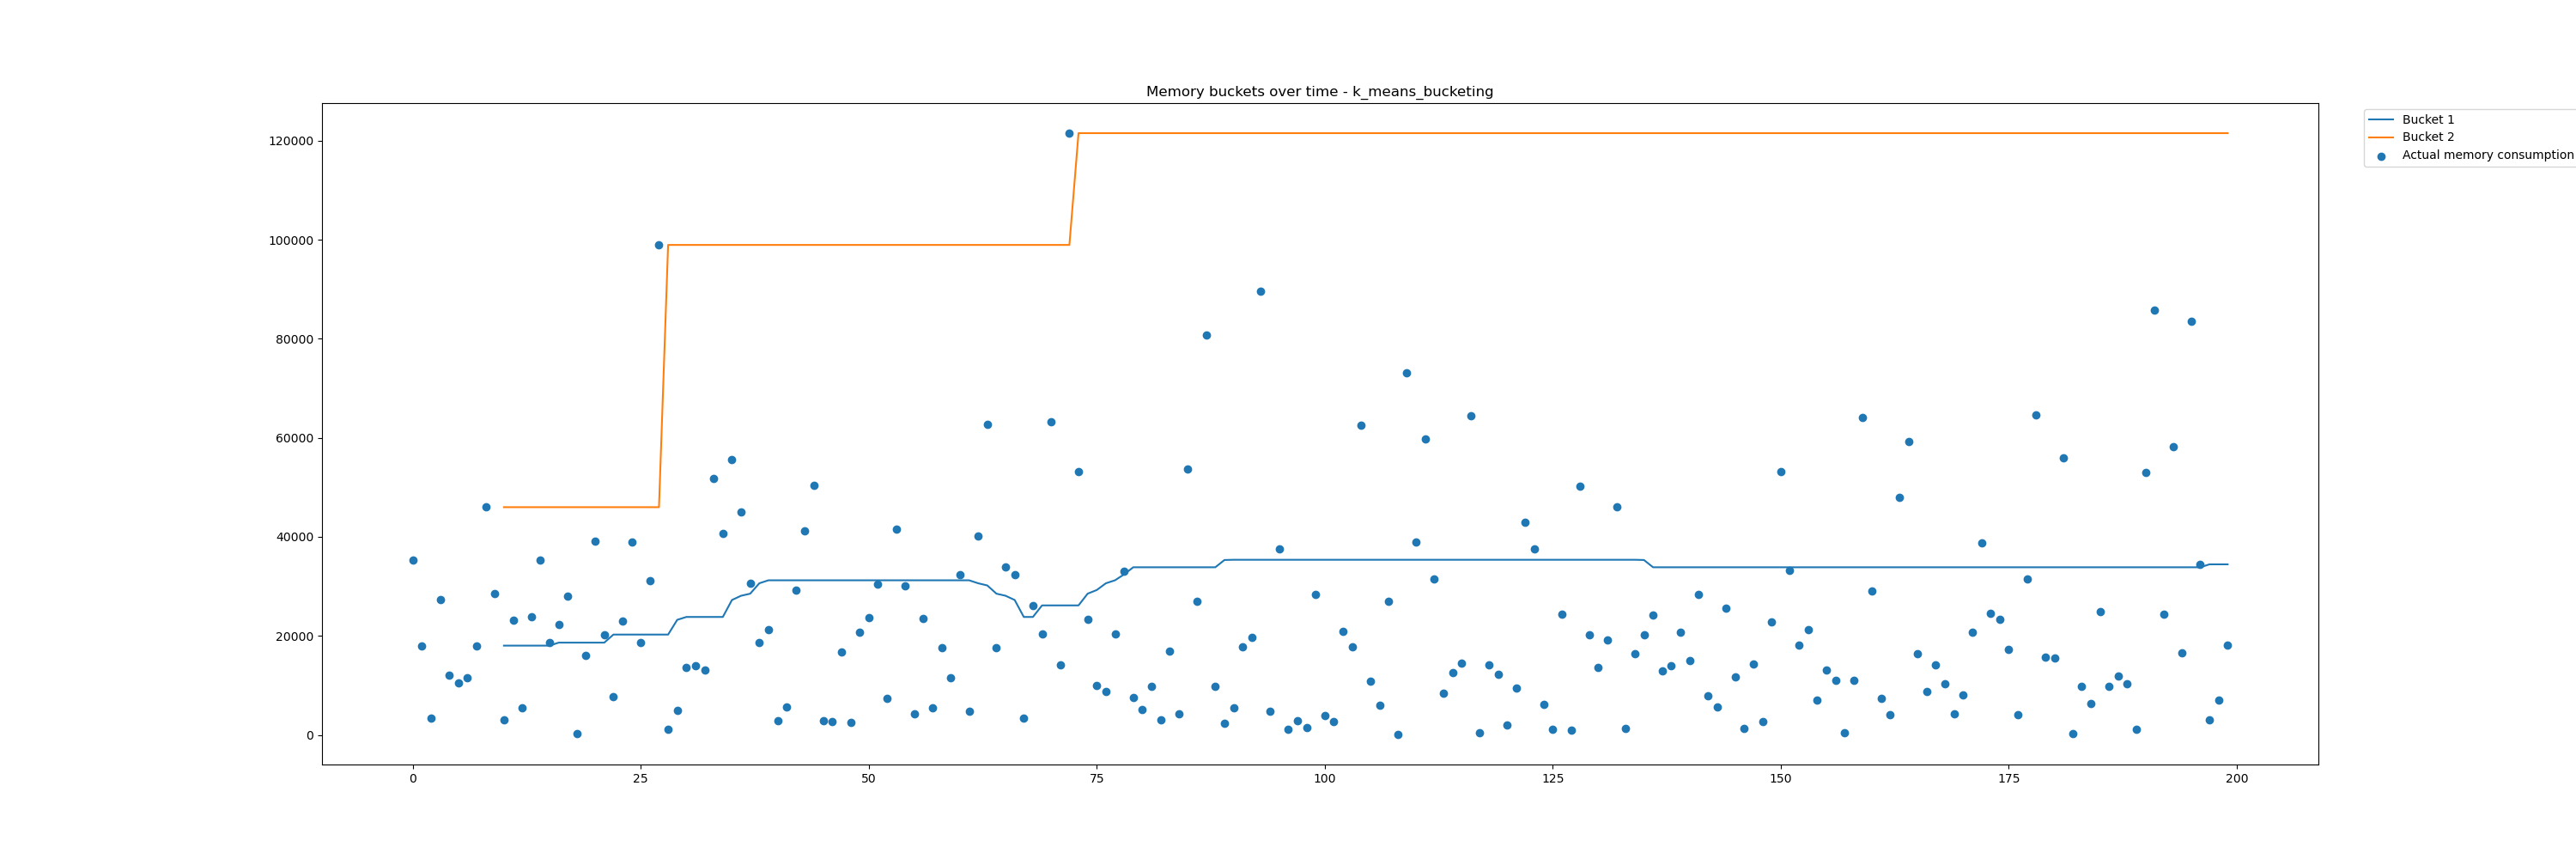 Memory buckets over time - k_means_bucketing
120000
100000
80000
60000
40000
20000
0
0 25 50 75 100 125 150 175 200
Bucket 1
Bucket 2
Actual memory consumption